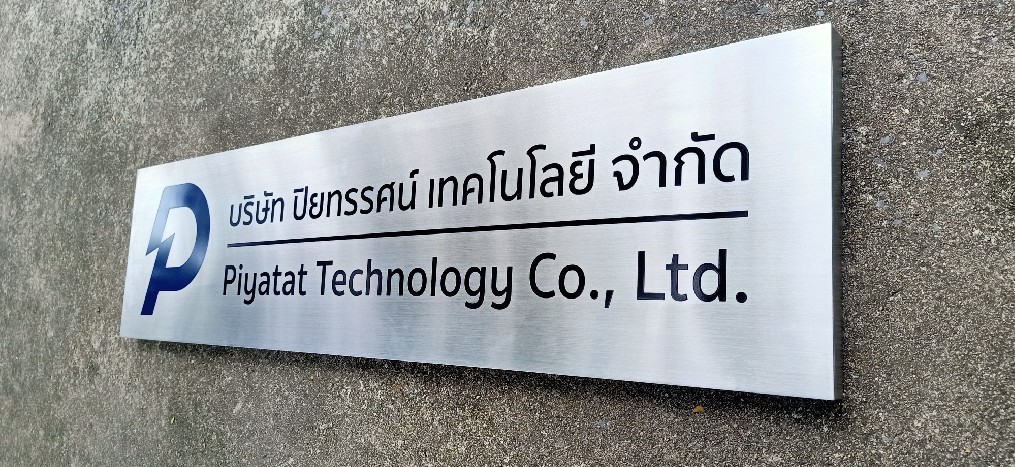 บริษัท ปิยทรรศน์ เทคโนโลยี จำกัด
Piyatat Technology Co., Ltd.